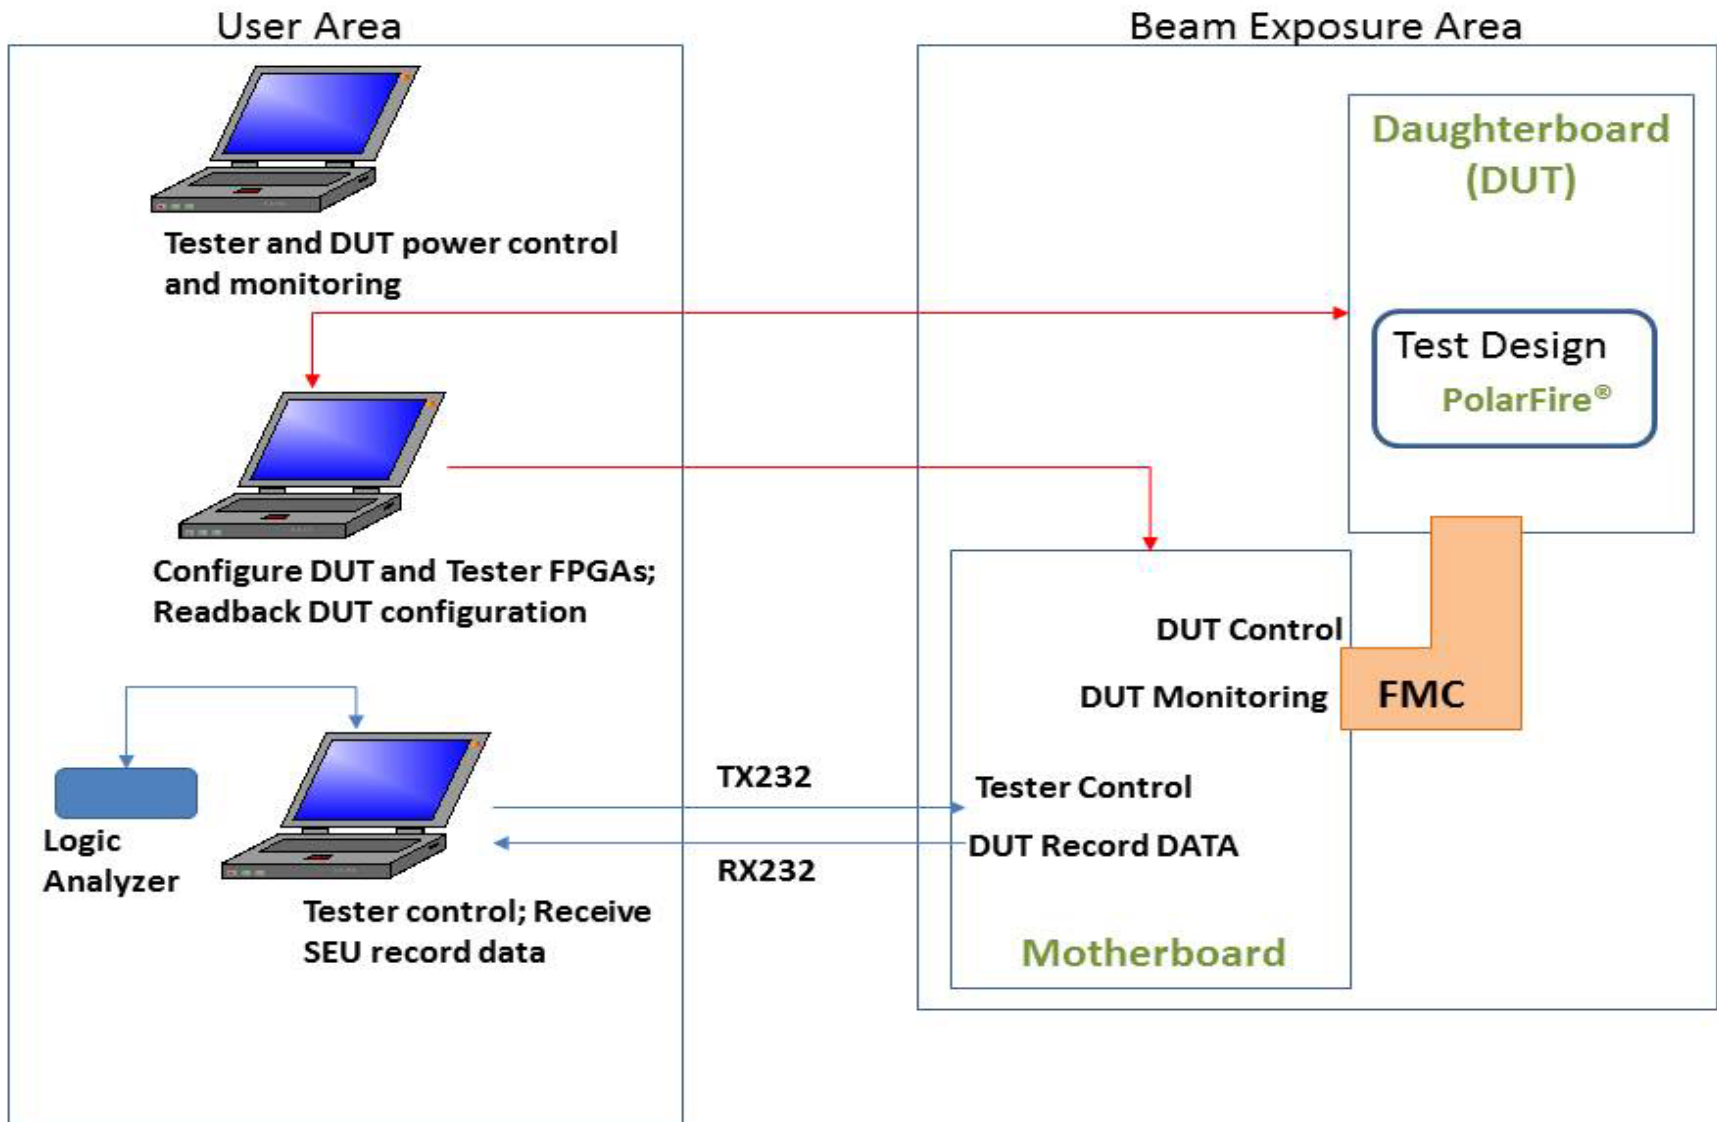 User Area
Beam Exposure Area
Tester and DUT power control
and monitoring
Configure DUT and Tester FPGAs;
Readback DUT configuration
Logic
Analyzer
Tester control; Receive
SEU record data
TX232
RX232
Daughterboard
(DUT)
Test Design
PolarFire®
DUT Control
DUT Monitoring
FMC
Tester Control
DUT Record DATA
Motherboard